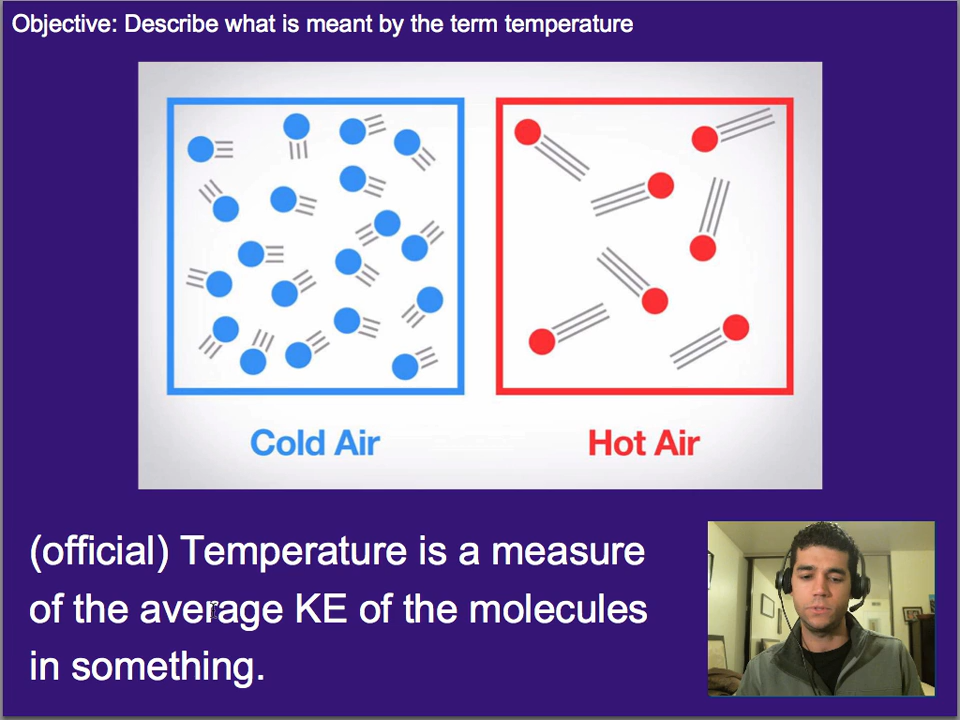 Objective: Describe what is meant by the term temperature
Cold Air
Hot Air
(official) Temperature is a measure
of the average KE of the molecules
in something.